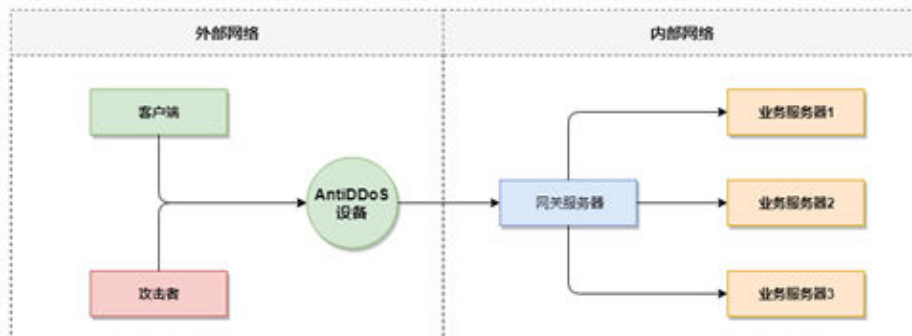 外部网络
内部网络
客户端
业务服务器1
AntiDDoS
设备
网关服务器
业务服务器2
攻击者
业务服务器3